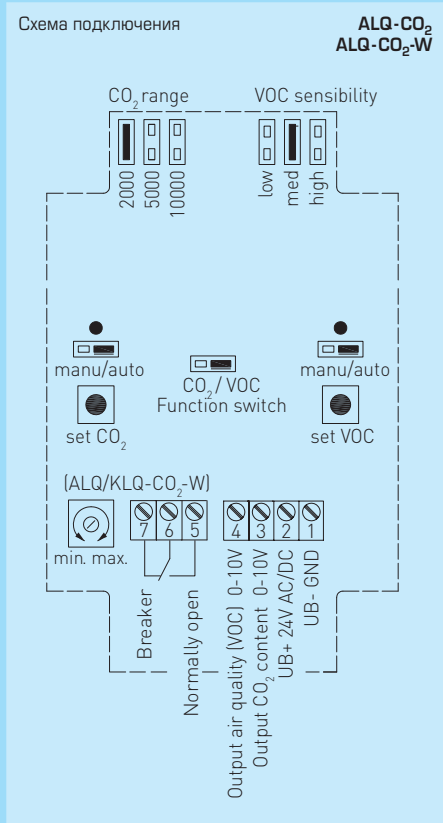 Схема подключения
ALQ-CO₂
ALQ-CO₂-W
CO₂ range
VOC sensibility
2000
5000
10000
low
med
high
manu/auto
manu/auto
CO₂/ VOC
Function switch
set CO₂
set VOC
(ALQ/KLQ-CO₂-W)
min. max.
7
6
5
4
3
2
1
Breaker
Normally open
Output air quality (VOC) 0-10V
Output CO₂ content 0-10V
UB+ 24V AC/DC
UB- GND